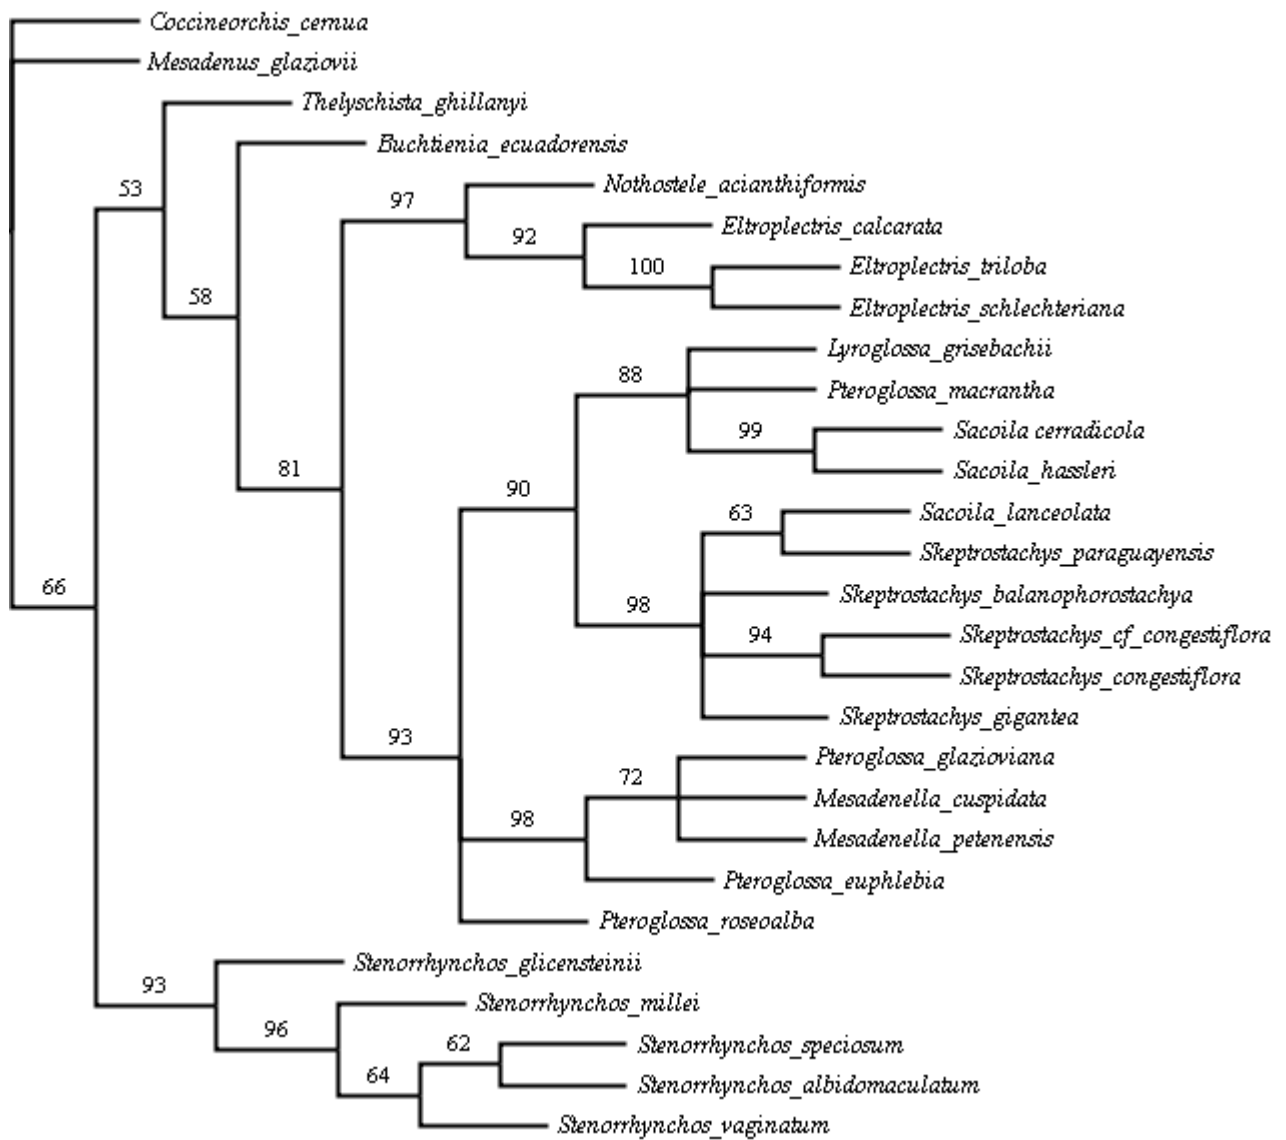 Coccineorchis_cernua
Mesadenus_glaziovii
Thelyschista_ghillanyi
Buchtienia_ecuadorensis
53
97
Nothostele_acianthiformis
Eltroplectris_calcarata
92
100
Eltroplectris_triloba
58
Eltroplectris_schlechteriana
Lyroglossa_grisebachii
88
Pteroglossa_macrantha
99
Sacoila cerradicola
81
Sacoila_hassleri
90
63
Sacoila_lanceolata
Skeptrostachys_paraguayensis
66
Skeptrostachys_balanophorostachya
98
94
Skeptrostachys_cf_congestiflora
Skeptrostachys_congestiflora
Skeptrostachys_gigantea
93
Pteroglossa_glazioviana
72
Mesadenella_cuspidata
98
Mesadenella_petenensis
Pteroglossa_euphlebia
Pteroglossa_roseoalba
Stenorrhynchos_glicensteinii
93
Stenorrhynchos_millei
96
62
Stenorrhynchos_speciosum
64
Stenorrhynchos_albidomaculatum
Stenorrhynchos_vaginatum